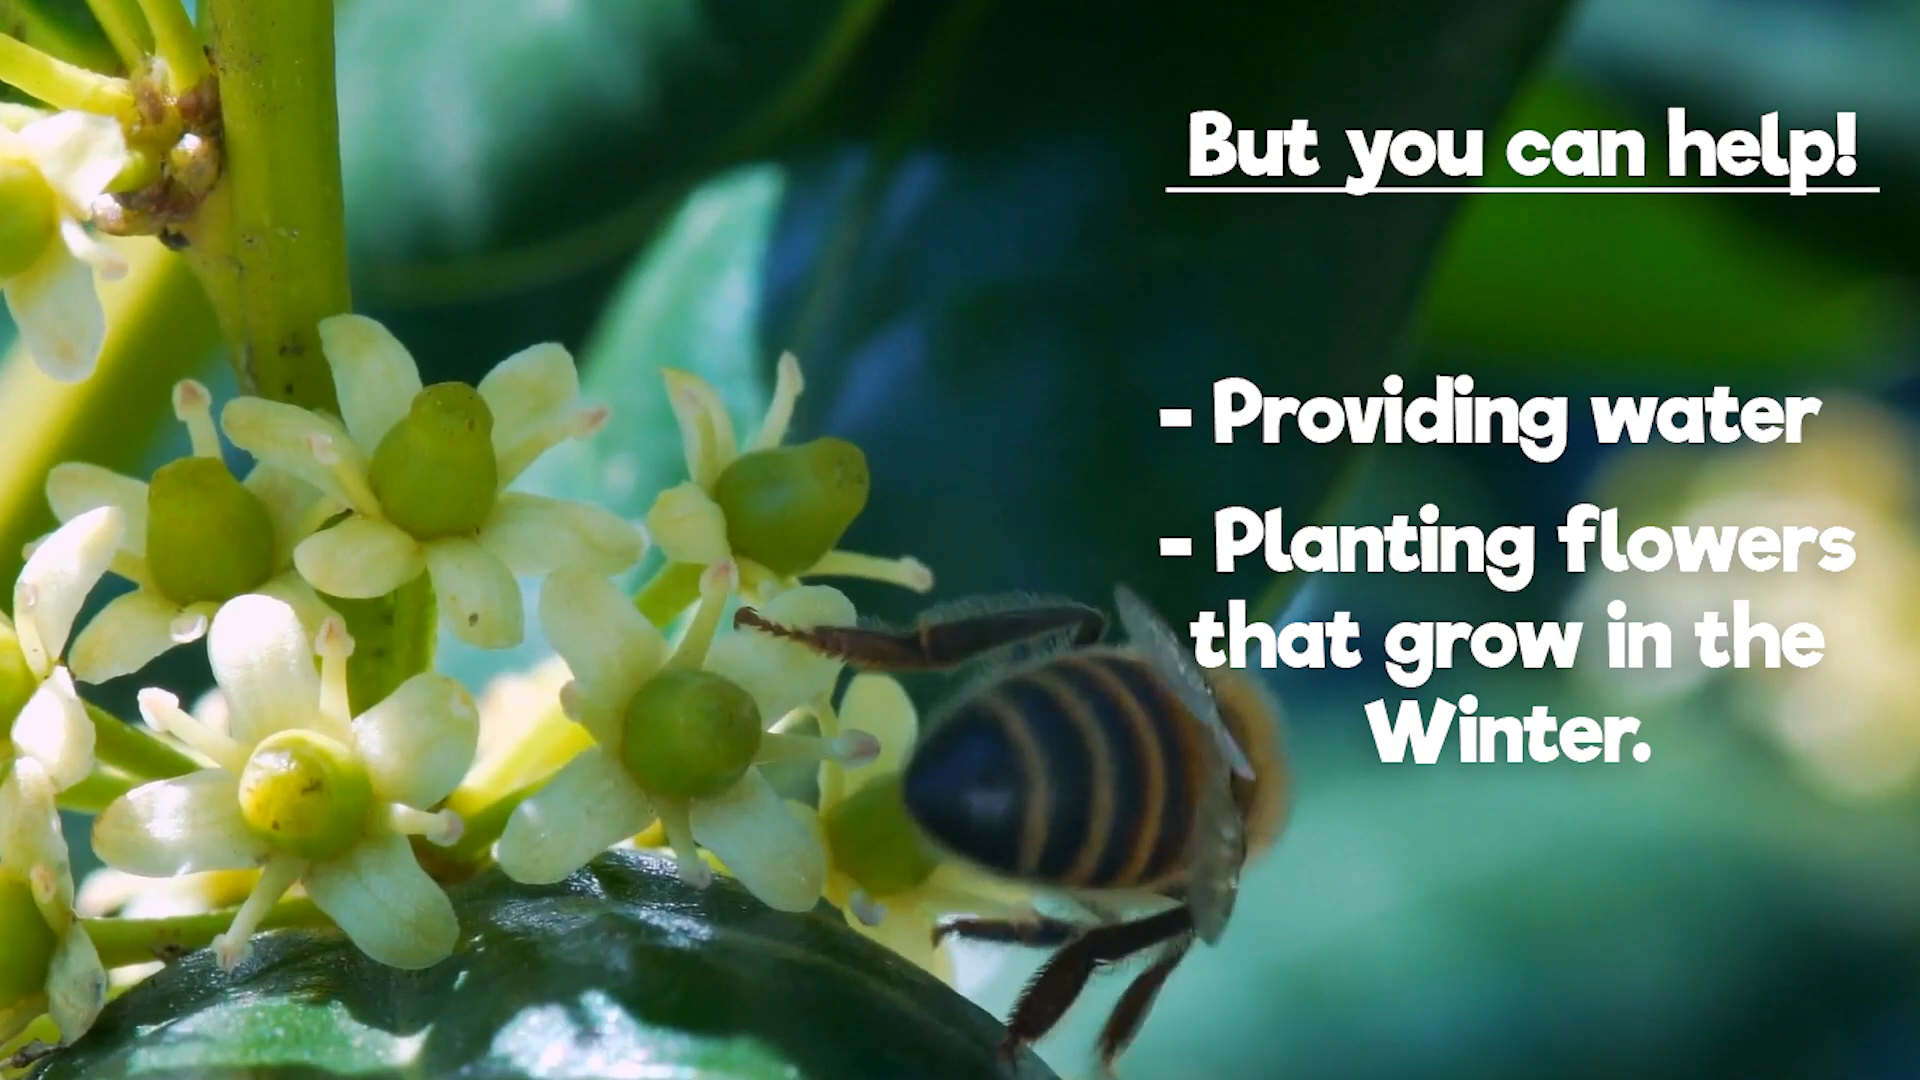 But you can help!
- Providing water
- Planting flowers
that grow in the
Winter.